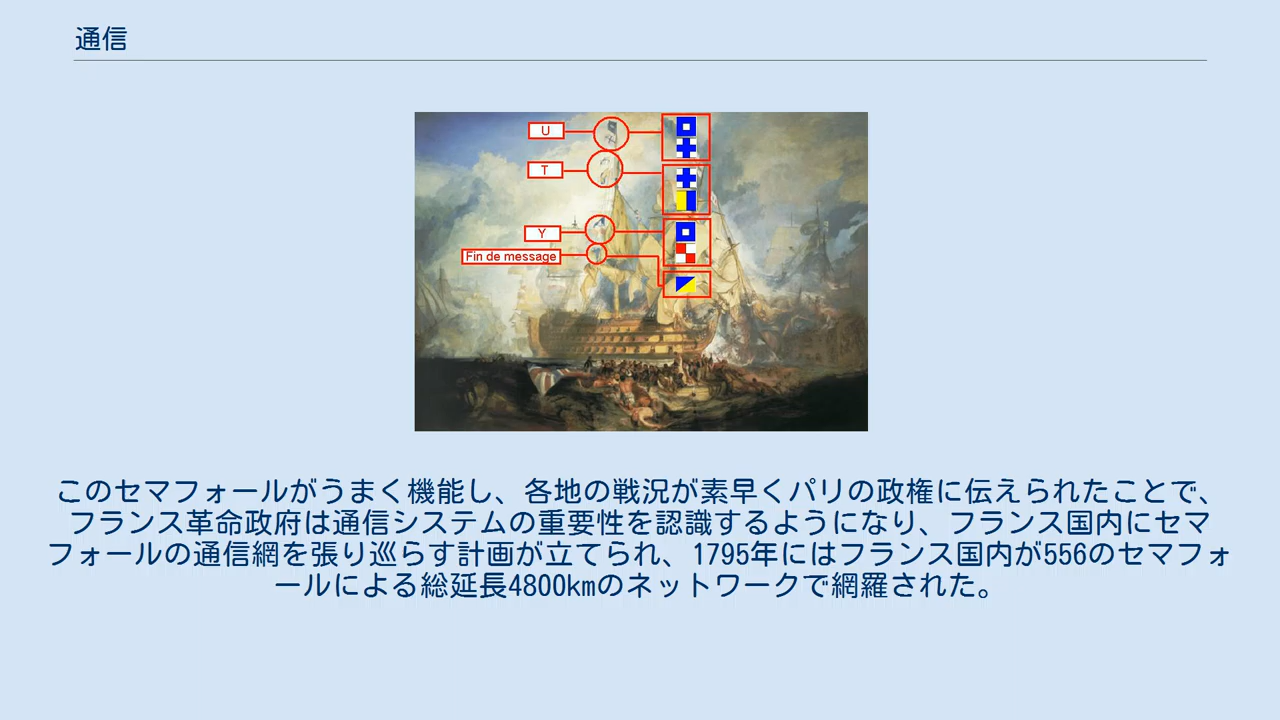 通信
U
T
Y
Fin de message
このセマフォールがうまく機能し、各地の戦況が素早くパリの政権に伝えられたことで、
フランス革命政府は通信システムの重要性を認識するようになり、フランス国内にセマ
フォールの通信網を張り巡らす計画が立てられ、1795年にはフランス国内が556のセマフォ
ールによる総延長4800kmのネットワークで網羅された。